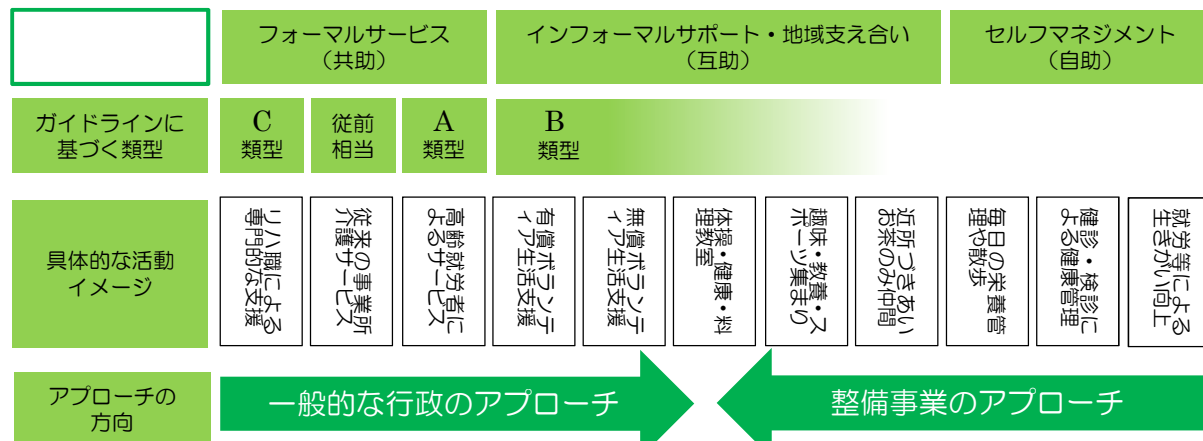 フォーマルサービス
（共助）
インフォーマルサポート・地域支え合い
（互助）
セルフマネジメント
（自助）
ガイドラインに
基づく類型
C
類型
従前
相当
A
類型
B
類型
具体的な活動
イメージ
リハ職による
専門的な支援
従来の事業所
介護サービス
高齢就労者に
よるサービス
有償ボランテ
ィア生活支援
無償ボランテ
ィア生活支援
体操・健康・料
理教室
趣味・教養・ス
ポーツ集まり
近所づきあい
お茶のみ仲間
毎日の栄養管
理や散歩
健診・検診に
よる健康管理
就労等による
生きがい向上
アプローチの
方向
一般的な行政のアプローチ
整備事業のアプローチ